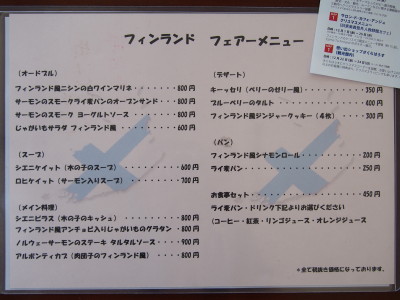 フィンランド フェアーメニュー
(オードブル)
フィンランド風ニシンの白ワインマリネ・・・・・・・800円
サーモンのスモークライ麦パンのオープンサンド・・・・800円
サーモンのスモーク ヨーグルトソース・・・・・・・・800円
じゃがいもサラダ フィンランド風・・・・・・・・・・600円
(スープ)
シエニケイット(木の子のスープ)・・・・・・・・・・600円
ロヒケイット(サーモン入りスープ)・・・・・・・・・700円
(メイン料理)
シエニピラス(木の子のキッシュ)・・・・・・・・・・800円
フィンランド風アンチョビ入りじゃがいものグラタン・・800円
ノルウェーサーモンのステーキ タルタルソース・・・・900円
アルポンティカプ(肉団子のフィンランド風)・・・・・800円
(デザート)
キーッセリ(ベリーのゼリー風)・・・・・・・・・・・350円
ブルーベリーのタルト・・・・・・・・・・・・・・・・400円
フィンランド風ジンジャークッキー(4枚)・・・・・・300円
(パン)
フィンランド風シナモンロール・・・・・・・・・・・・200円
ライ麦パン・・・・・・・・・・・・・・・・・・・・・250円
お食事セット・・・・・・・・・・・・・・・・・・・・450円
ライ麦パン・ドリンク下記よりお選びください
(コーヒー・紅茶・リンゴジュース・オレンジジュース
*全て税抜き価格になっております。